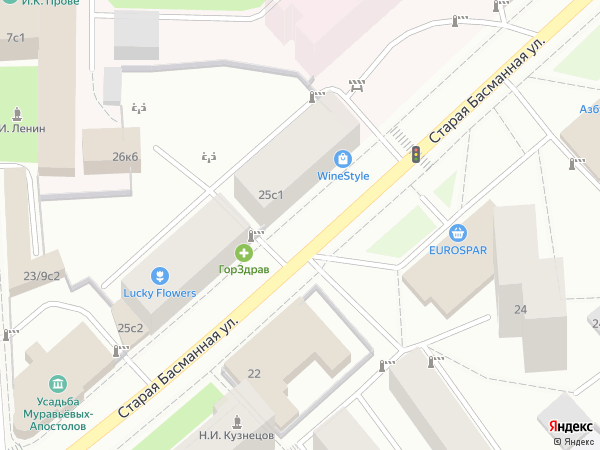 И.К. Прове
7с1
И. Ленин
26к6
25с1
WineStyle
Старая Басманная ул.
Азб
EUROSPAR
ГорЗдрав
23/9с2
Lucky Flowers
25с2
24
24
Старая Басманная ул.
22
Усадьба
Муравьёвых-
Апостолов
Н.И. Кузнецов
Яндекс
© Яндекс